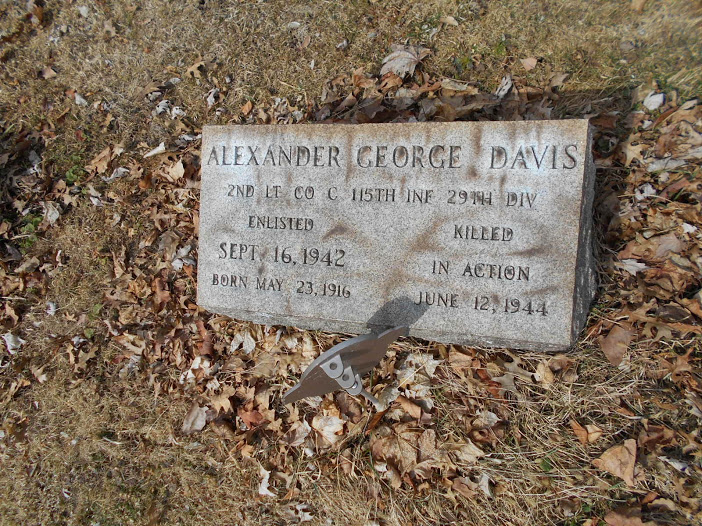 ALEXANDER GEORGE DAVIS
2ND LT CO C 115TH INF 29TH DIV
ENLISTED
SEPT 16, 1942
BORN MAY 23, 1916
KILLED
IN ACTION
JUNE 12, 1944